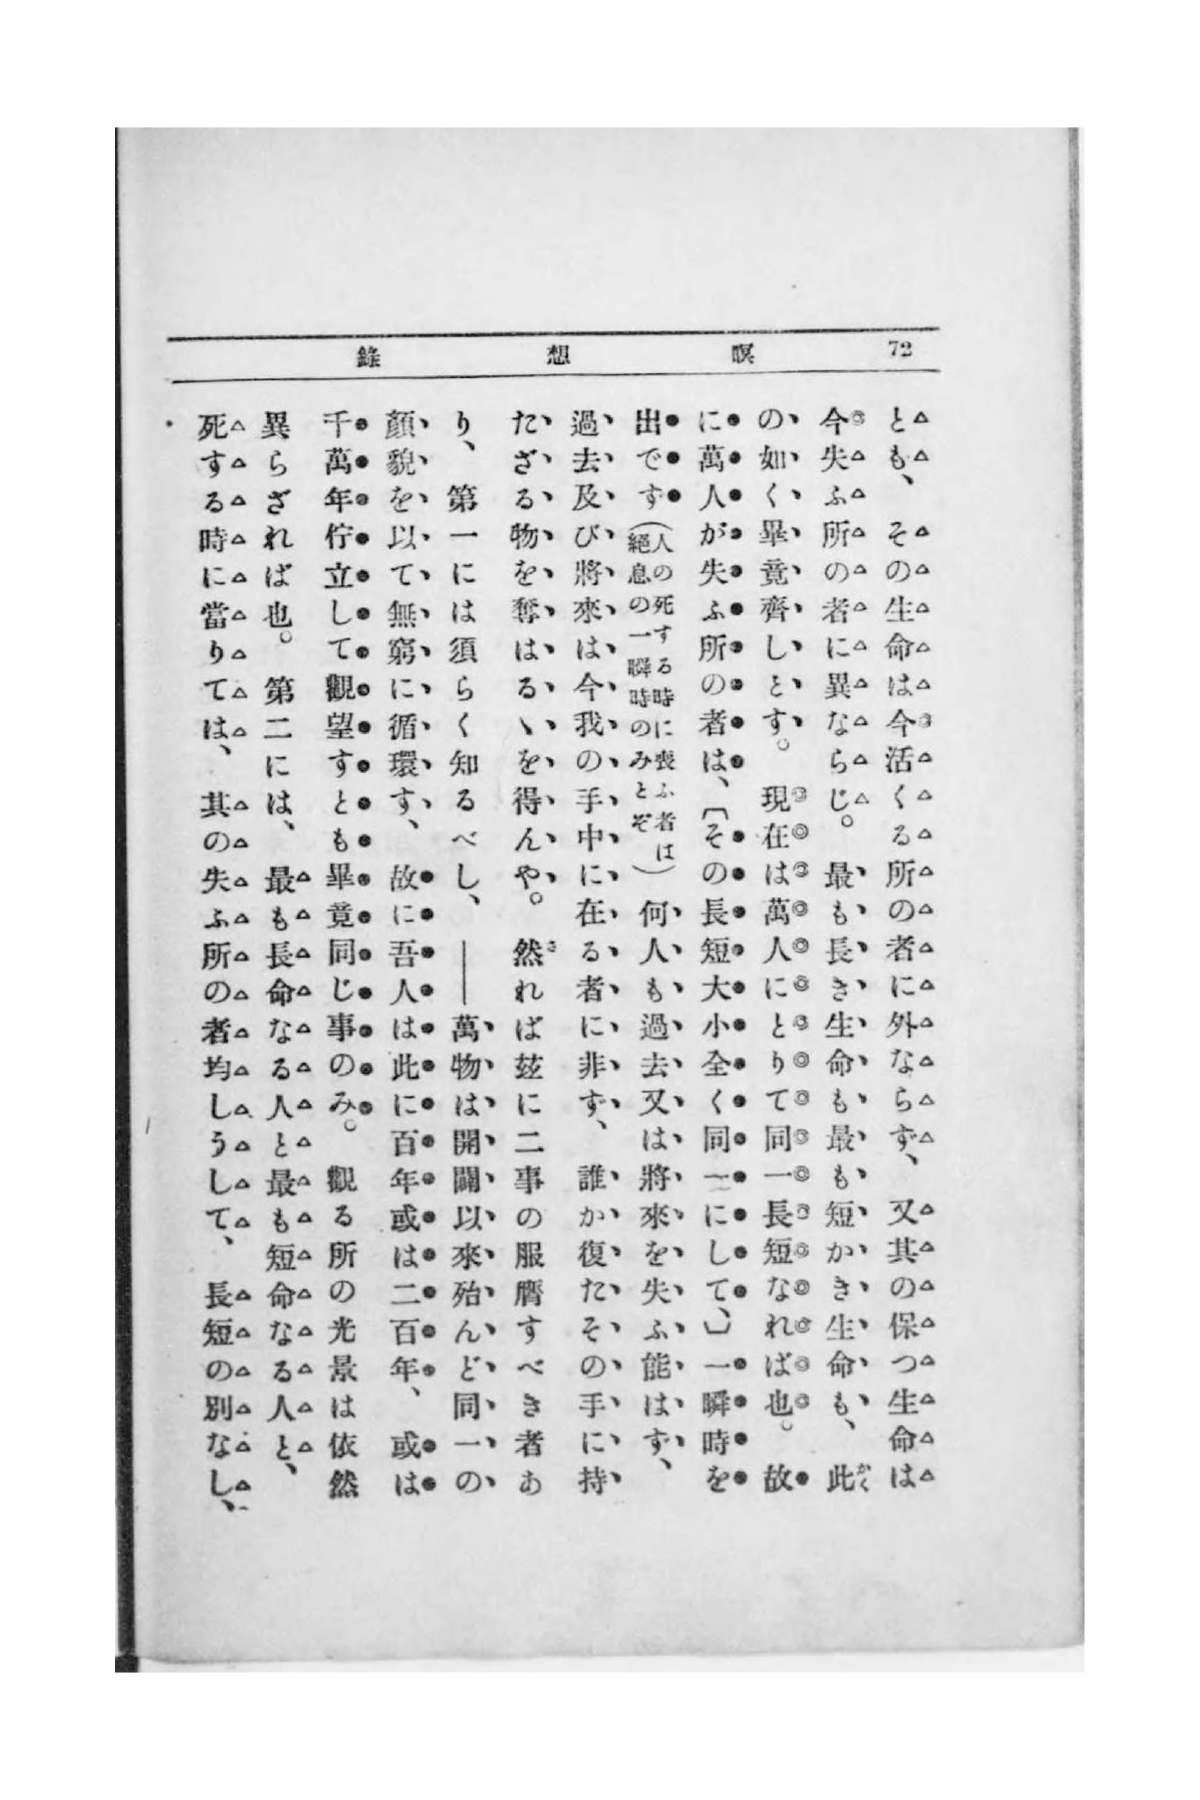 72 瞑想錄
とも、その生命は今活くる所の者に外ならず、又其の保つ生命は
今失ふ所の者に異ならじ。最も長き生命も最も短かき生命も、此
の如く畢竟齊しとす。現在は萬人にとりて同一長短なれば也。故
に萬人が失ふ所の者は、〔その長短大小全く同一にして、〕一瞬時を
出です(人の死する時に喪ふ者は絕息の一瞬時のみとぞ)何人も過去又は將來を失ふ能はず、
過去及び將來は今我の手中に在る者に非ず、誰か復たその手に持
たざる物を奪はるゝを得んや。然れば玆に二事の服膺すべき者あ
り、第一には須らく知るべし、――萬物は開闢以來殆んど同一の
顏貌を以て無窮に循環す、故に吾人は此に百年或は二百年、或は
千萬年佇立して觀望すとも畢竟同じ事のみ。觀る所の光景は依然
異らざれば也。第二には、最も長命なる人と最も短命なる人と、
死する時に當りては、其の失ふ所の者均しうして、長短の別なし、